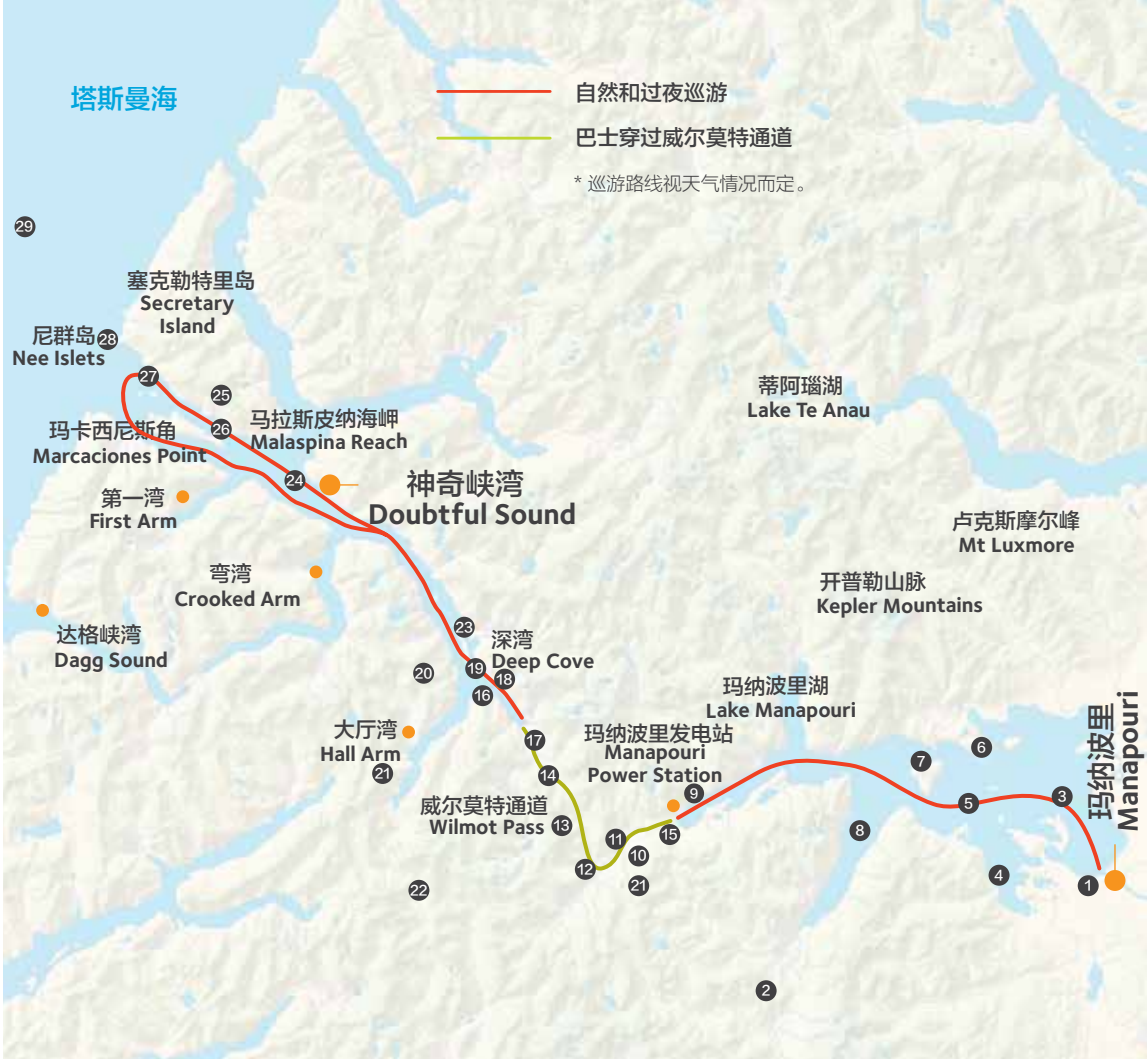 塔斯曼海
自然和过夜巡游
巴士穿过威尔莫特通道
* 巡游路线视天气情况而定。
29
塞克勒特里岛
Secretary
Island
尼群岛
28
Nee Islets
27
25
26
马拉斯皮纳海岬
Malaspina Reach
玛卡西尼斯角
Marcaciones Point
24
第一湾
First Arm
神奇峡湾
Doubtful Sound
蒂阿瑙湖
Lake Te Anau
卢克斯摩尔峰
Mt Luxmore
弯湾
Crooked Arm
开普勒山脉
Kepler Mountains
达格峡湾
Dagg Sound
23
深湾
Deep Cove
19
18
20
16
玛纳波里湖
Lake Manapouri
大厅湾
Hall Arm
21
17
玛纳波里发电站
Manapouri
Power Station
14
9
威尔莫特通道
Wilmot Pass
13
11
15
10
12
21
22
7
6
5
3
8
4
1
玛纳波里
Manapouri
2